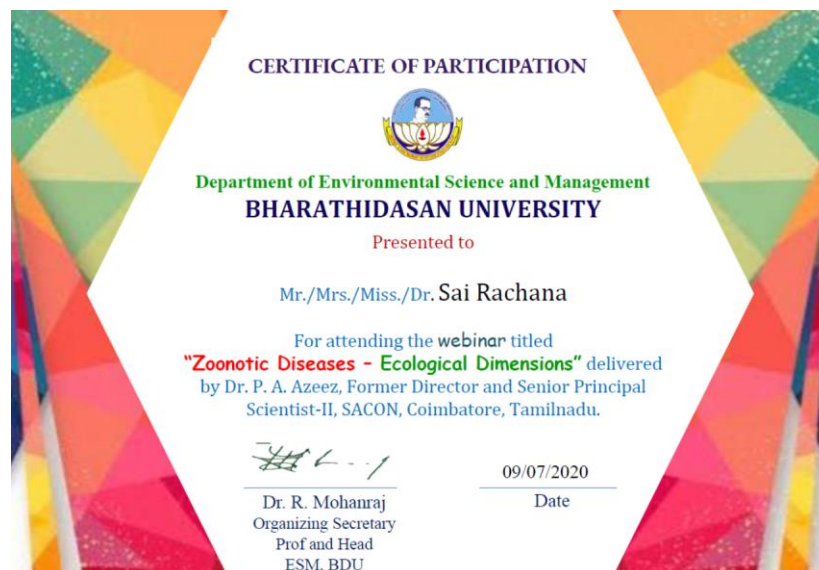 CERTIFICATE OF PARTICIPATION
Department of Environmental Science and Management
BHARATHIDASAN UNIVERSITY
Presented to
Mr./Mrs./Miss./Dr. Sai Rachana
For attending the webinar titled
“Zoonotic Diseases – Ecological Dimensions” delivered
by Dr. P. A. Azeez, Former Director and Senior Principal
Scientist-II, SACON, Coimbatore, Tamilnadu.
09/07/2020
Date
Dr. R. Mohanraj
Organizing Secretary
Prof and Head
ESM, BDU